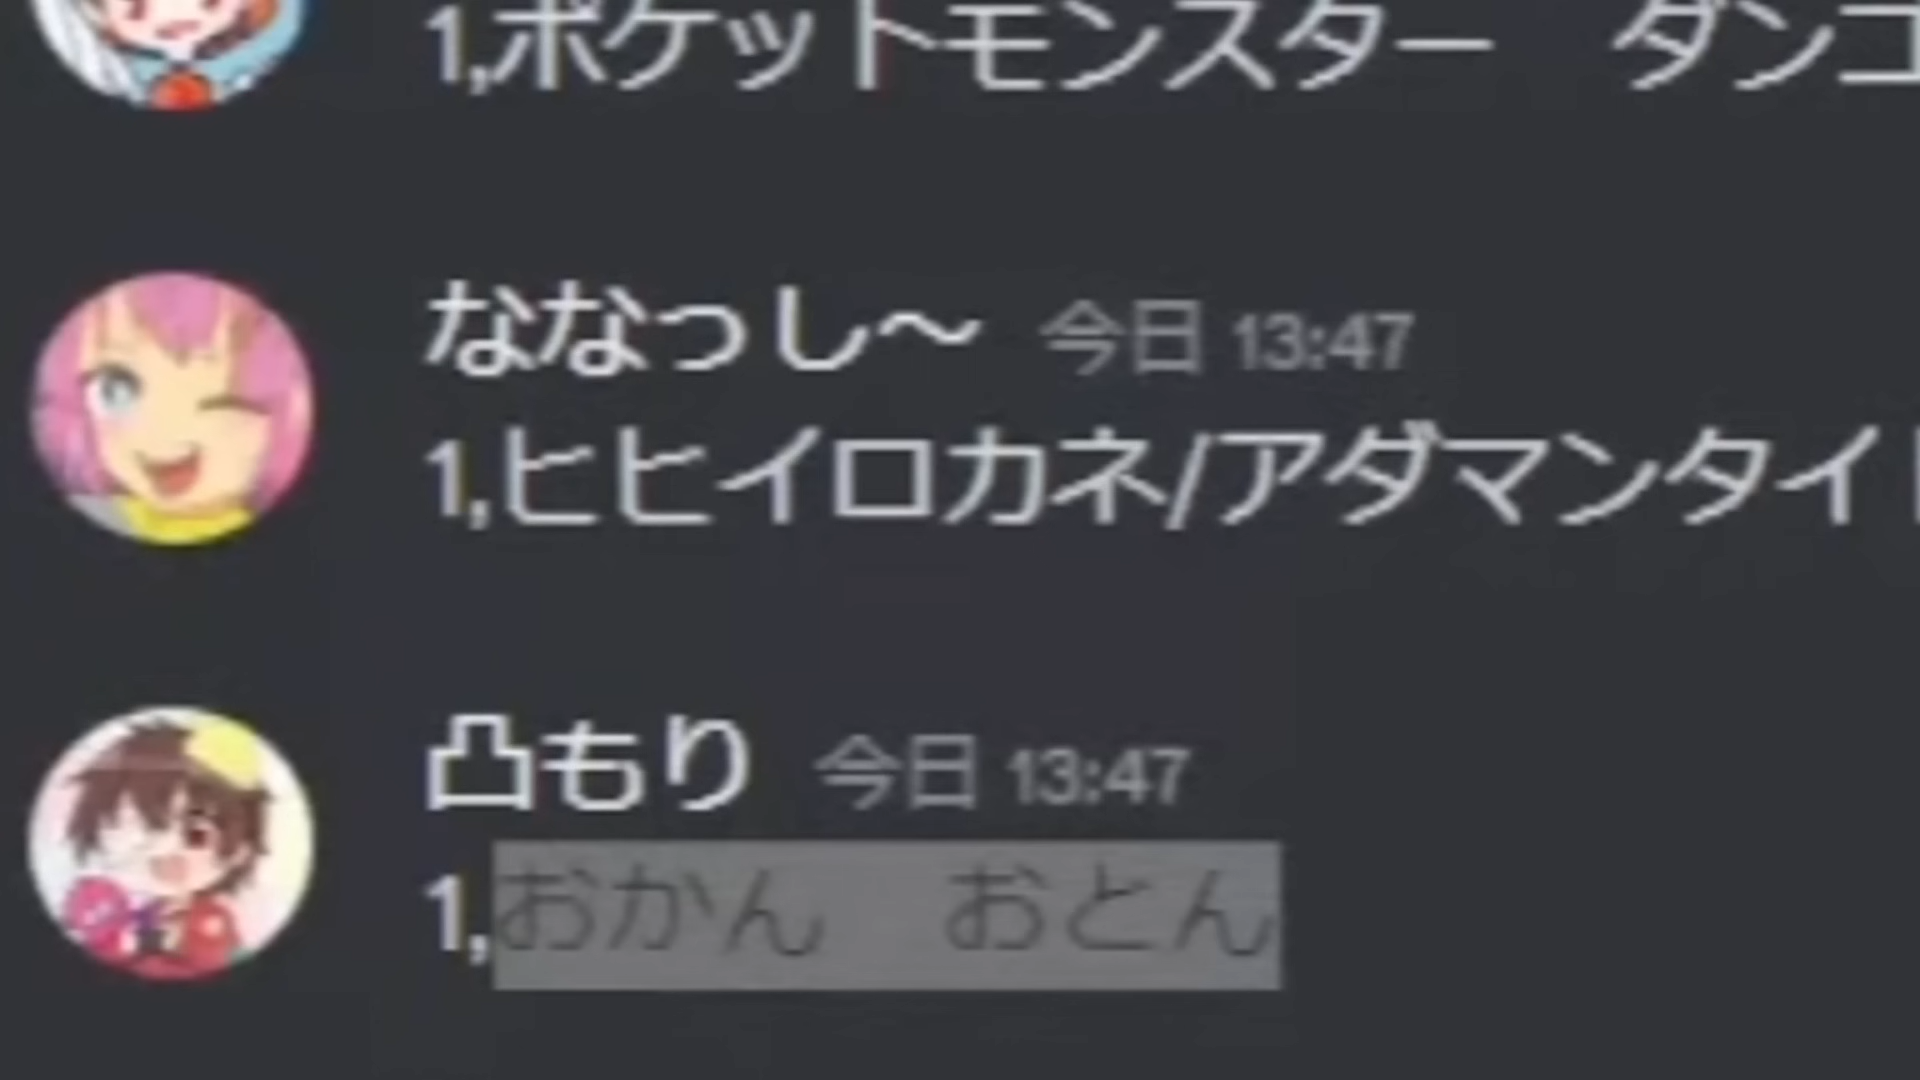 1,ポケットモンスター　ダンコ
ななっし〜 今日 13:47
1,ヒヒイロカネ/アダマンタイ
凸もり 今日 13:47
1,おかん　おとん